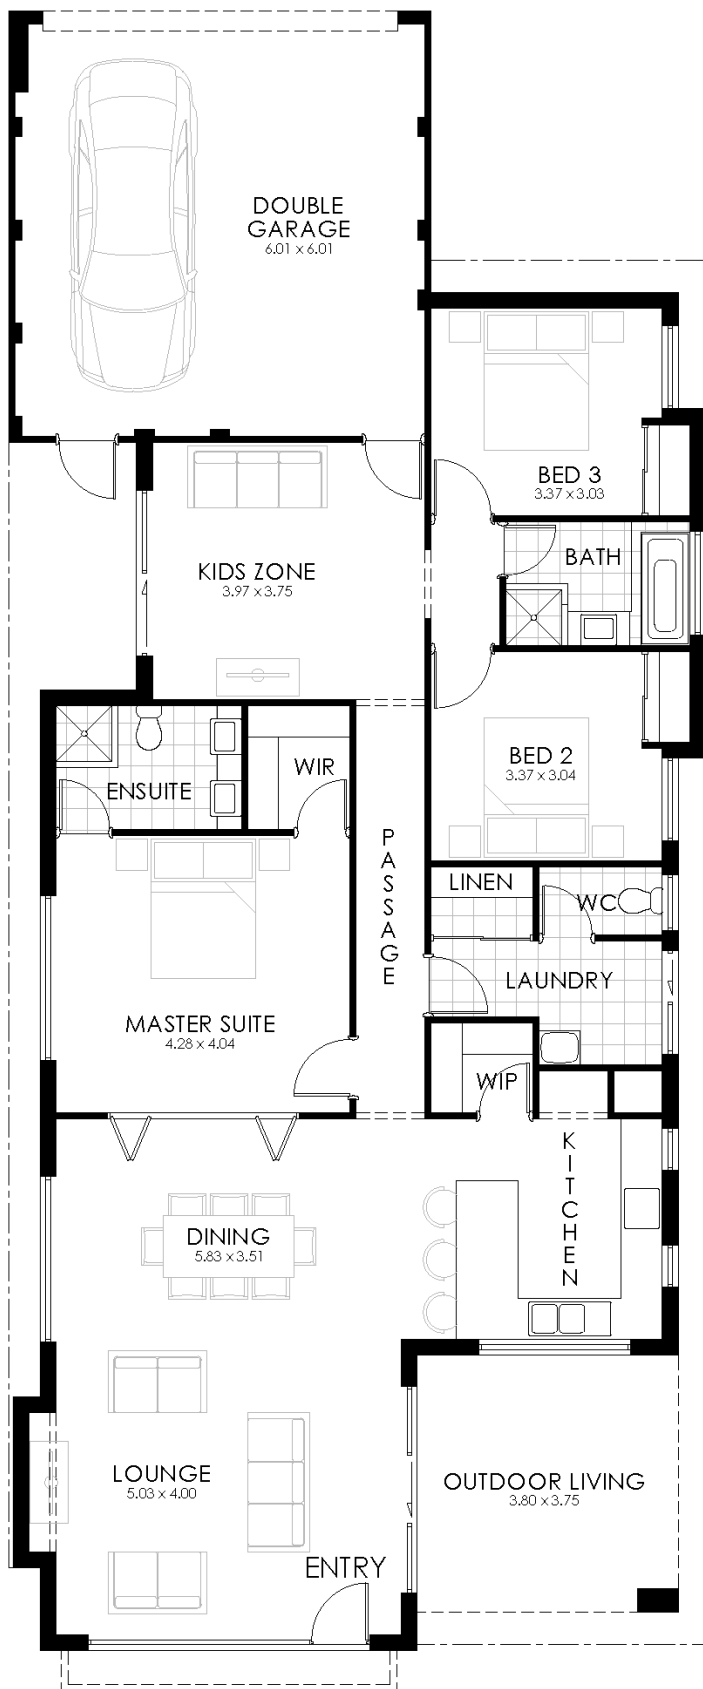 DOUBLE
GARAGE
6.01 x 6.01
BED 3
3.37 x 3.03
BATH
KIDS ZONE
3.97 x 3.75
BED 2
3.37 x 3.04
WIR
ENSUITE
PASSAGE
LINEN
WC
LAUNDRY
MASTER SUITE
4.28 x 4.04
WIP
KITCHEN
DINING
5.83 x 3.51
LOUNGE
5.03 x 4.00
OUTDOOR LIVING
3.80 x 3.75
ENTRY